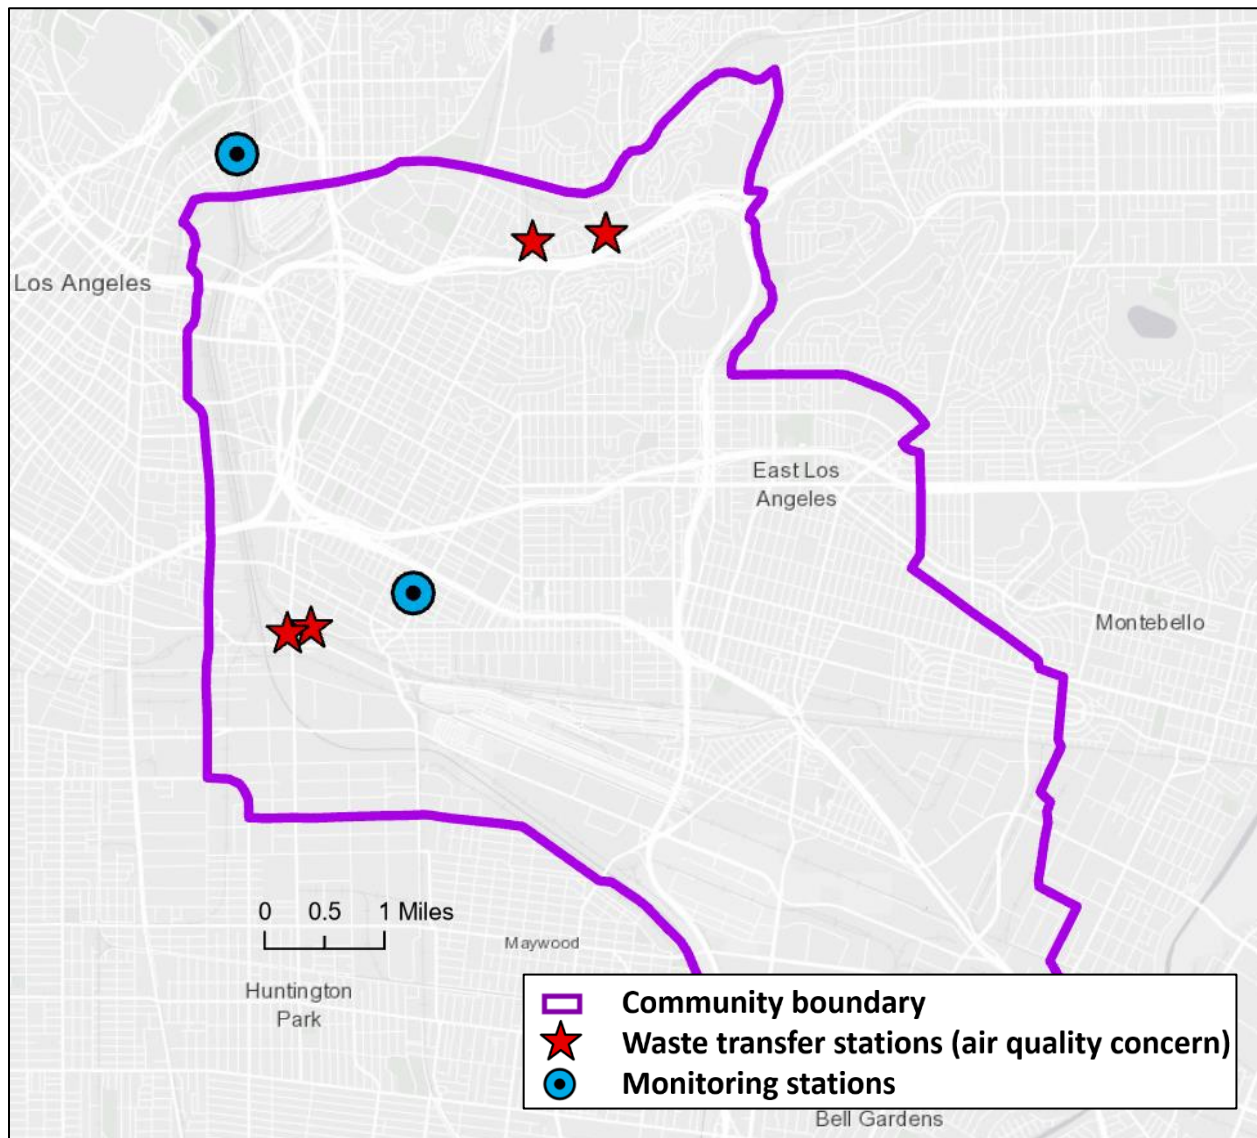 Los Angeles
East Los
Angeles
Montebello
0 0.5 1 Miles
Maywood
Huntington
Park
Community boundary
Waste transfer stations (air quality concern)
Monitoring stations
Bell Gardens